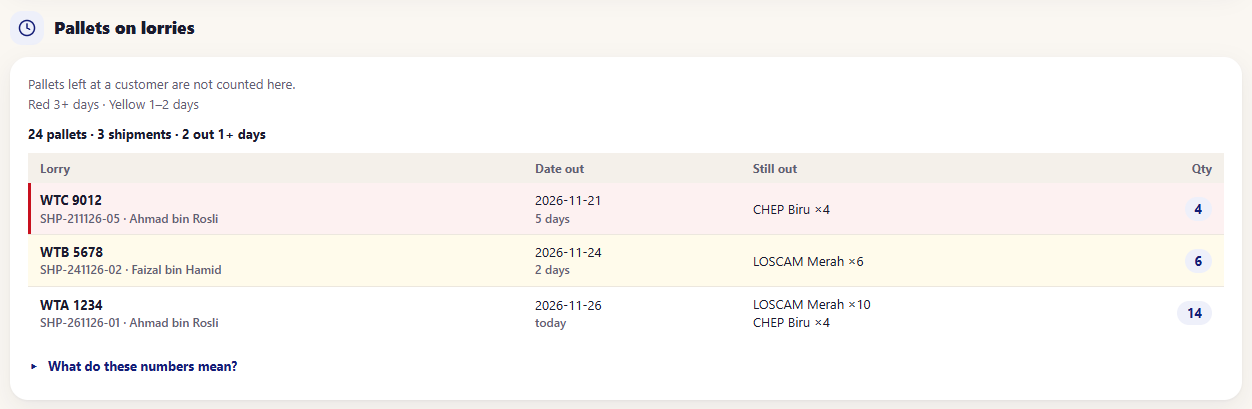 Pallets on lorries
Pallets left at a customer are not counted here.
Red 3+ days · Yellow 1–2 days
24 pallets · 3 shipments · 2 out 1+ days
Lorry Date out Still out Qty
WTC 9012 2026-11-21 CHEP Biru ×4 4
SHP-211126-05 · Ahmad bin Rosli 5 days
WTB 5678 2026-11-24 LOSCAM Merah ×6 6
SHP-241126-02 · Faizal bin Hamid 2 days
WTA 1234 2026-11-26 LOSCAM Merah ×10 14
SHP-261126-01 · Ahmad bin Rosli today CHEP Biru ×4
▸ What do these numbers mean?